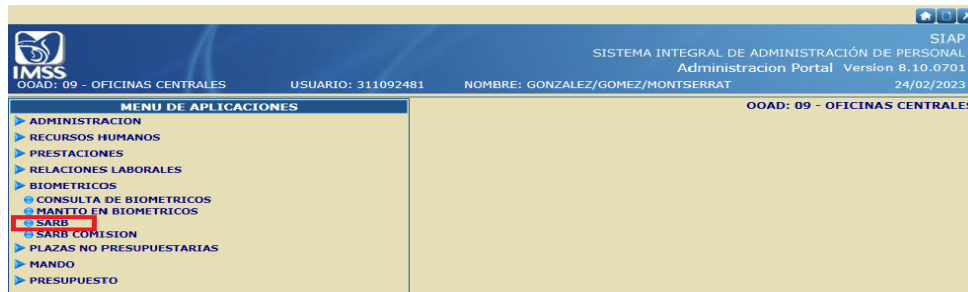 SIAP
SISTEMA INTEGRAL DE ADMINISTRACIÓN DE PERSONAL
IMSS
Administracion Portal Version 8.10.0701
OOAD: 09 - OFICINAS CENTRALES USUARIO: 311092481 NOMBRE: GONZALEZ/GOMEZ/MONTSERRAT 24/02/2023
MENU DE APLICACIONES
OOAD: 09 - OFICINAS CENTRALES
ADMINISTRACION
RECURSOS HUMANOS
PRESTACIONES
RELACIONES LABORALES
BIOMETRICOS
CONSULTA DE BIOMETRICOS
MANTTO EN BIOMETRICOS
SARB
SARB COMISION
PLAZAS NO PRESUPUESTARIAS
MANDO
PRESUPUESTO